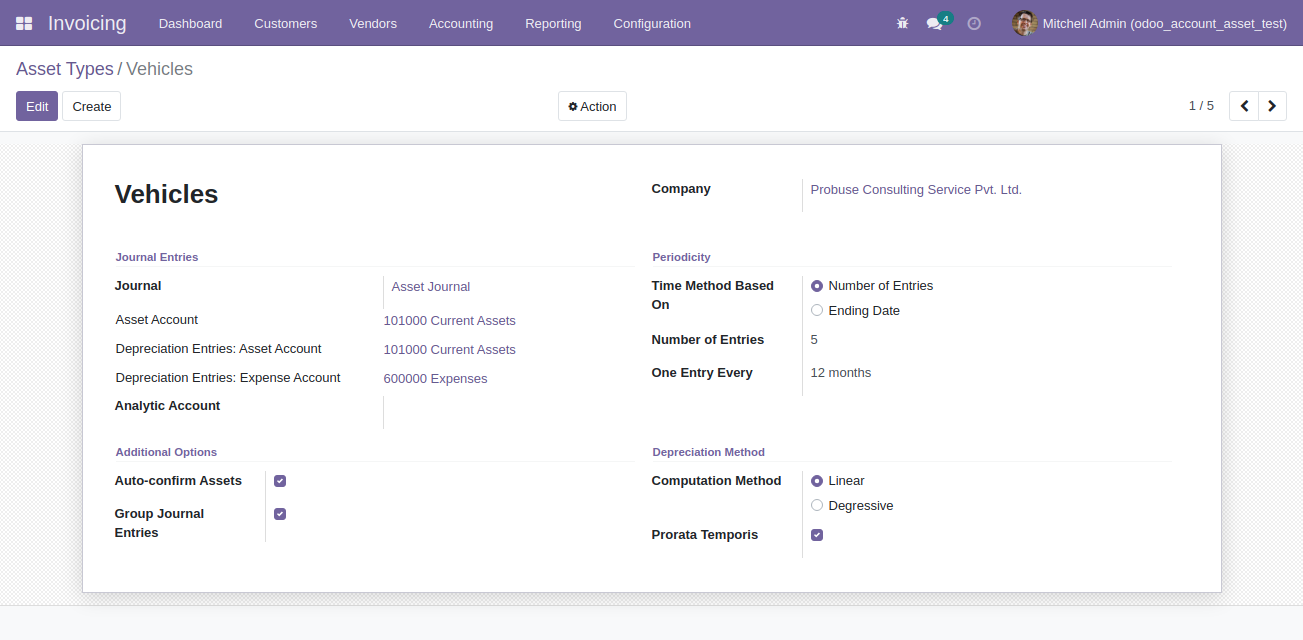 Invoicing Dashboard Customers Vendors Accounting Reporting Configuration 4 Mitchell Admin (odoo_account_asset_test)
Asset Types / Vehicles
Edit Create Action 1 / 5
Vehicles
Company Probuse Consulting Service Pvt. Ltd.
Journal Entries
Journal Asset Journal
Asset Account 101000 Current Assets
Depreciation Entries: Asset Account 101000 Current Assets
Depreciation Entries: Expense Account 600000 Expenses
Analytic Account
Periodicity
Time Method Based Number of Entries
On Ending Date
Number of Entries 5
One Entry Every 12 months
Additional Options
Auto-confirm Assets
Group Journal
Entries
Depreciation Method
Computation Method Linear
Degressive
Prorata Temporis